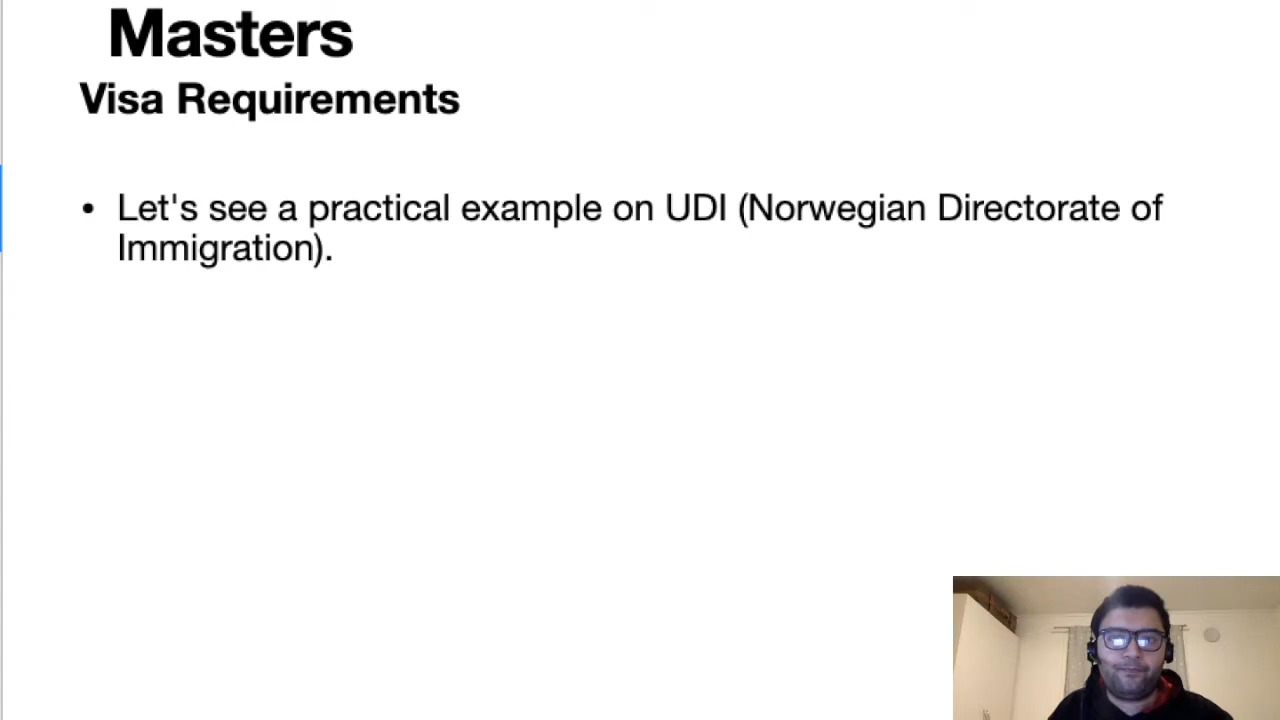 Masters
Visa Requirements
• Let's see a practical example on UDI (Norwegian Directorate of
Immigration).